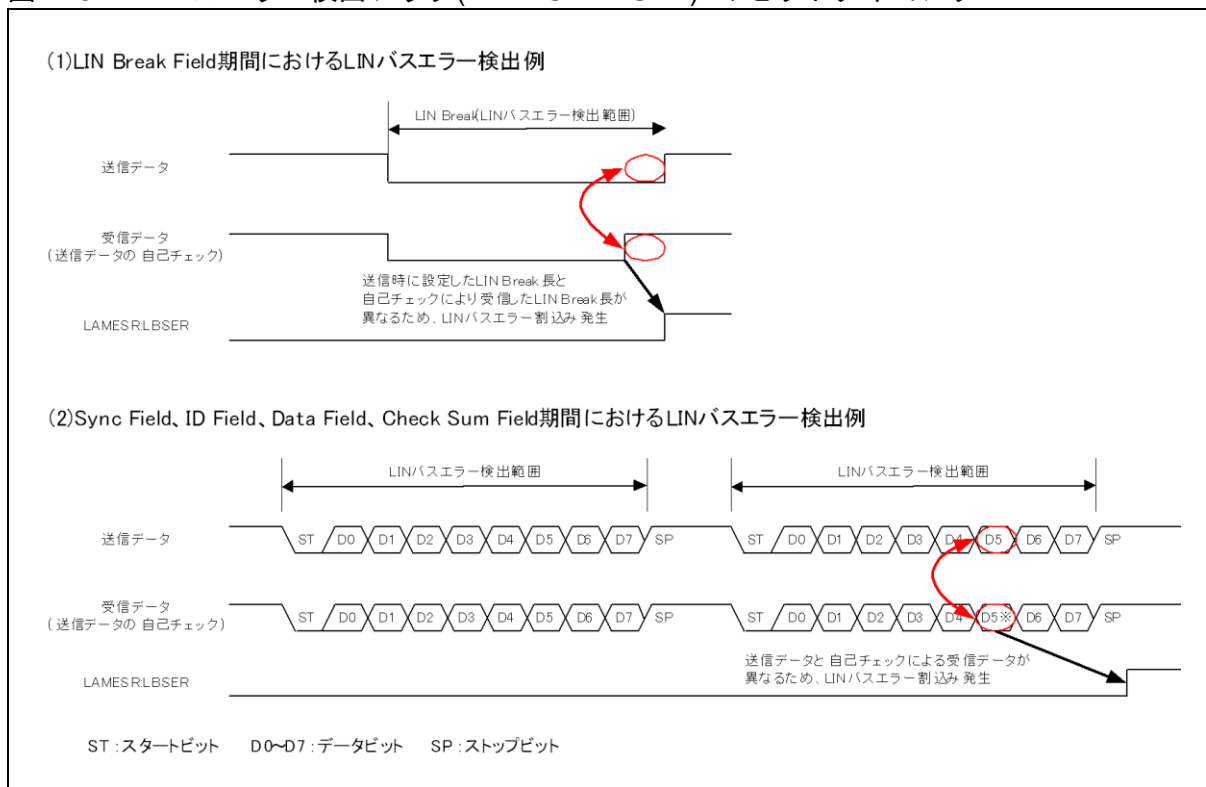 (1)LIN Break Field期間におけるLINバスエラー検出例
LIN Break(LINバスエラー検出範囲)
送信データ
受信データ
(送信データの自己チェック)
送信時に設定したLIN Break長と
自己チェックにより受信したLIN Break長が
異なるため、LINバスエラー割込み発生
LAMESR:LBSER
(2)Sync Field、ID Field、Data Field、Check Sum Field期間におけるLINバスエラー検出例
LINバスエラー検出範囲 LINバスエラー検出範囲
送信データ ST D0 D1 D2 D3 D4 D5 D6 D7 SP ST D0 D1 D2 D3 D4 D5 D6 D7 SP
受信データ
(送信データの自己チェック) ST D0 D1 D2 D3 D4 D5 D6 D7 SP ST D0 D1 D2 D3 D4 D5※ D6 D7 SP
送信データと自己チェックによる受信データが
異なるため、LINバスエラー割込み発生
LAMESR:LBSER
ST:スタートビット D0~D7:データビット SP:ストップビット